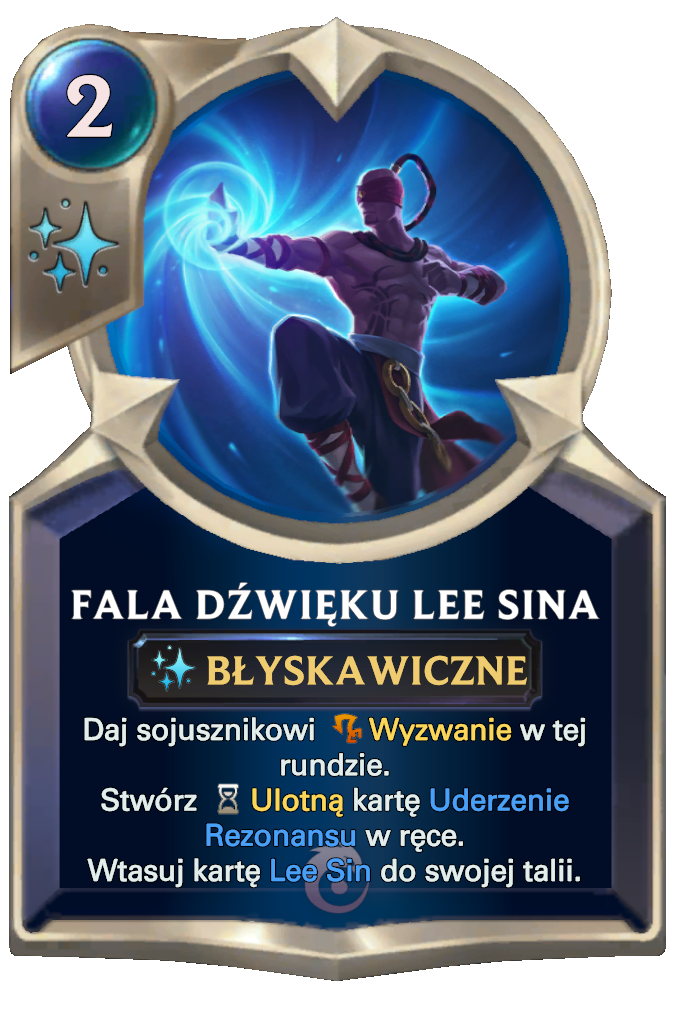 2
FALA DŹWIĘKU LEE SINA
BŁYSKAWICZNE
Daj sojusznikowi Wyzwanie w tej
rundzie.
Stwórz Ulotną kartę Uderzenie
Rezonansu w ręce.
Wtasuj kartę Lee Sin do swojej talii.